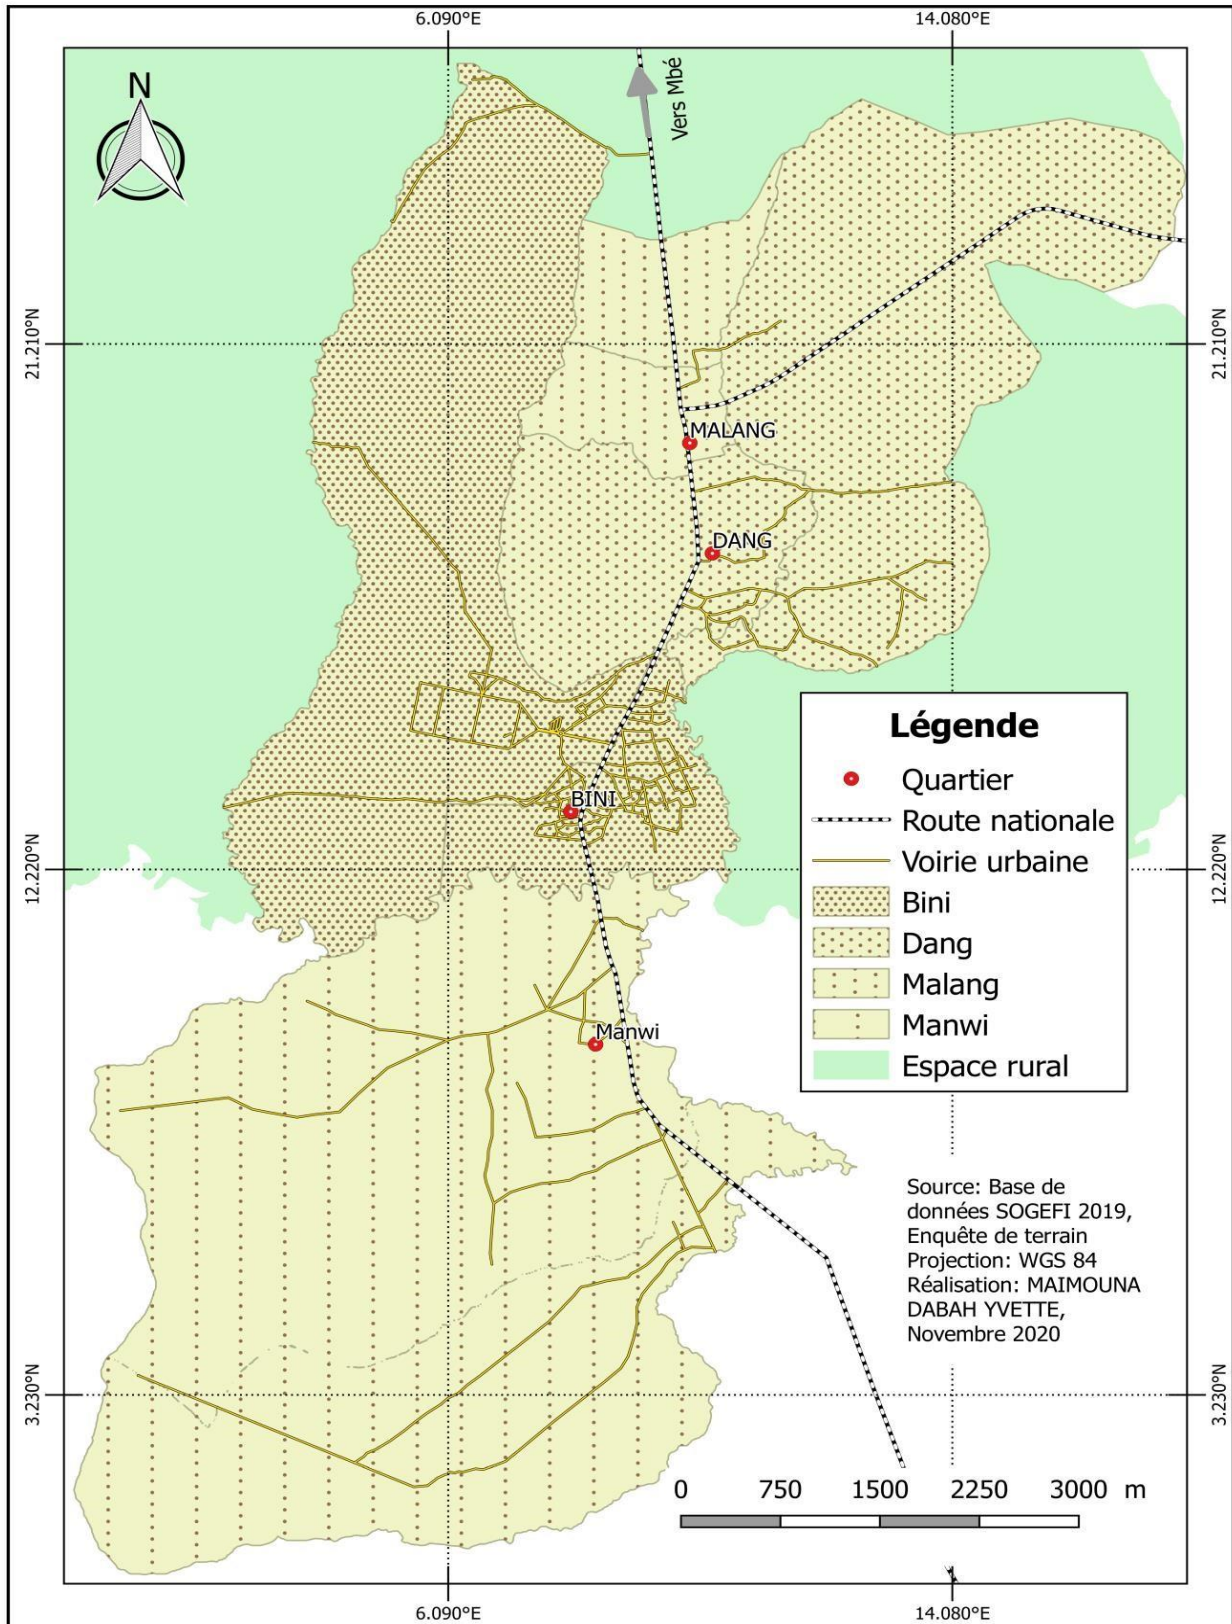 6.090°E
14.080°E
N
Vers Mbé
21.210°N
21.210°N
MALANG
DANG
BINI
12.220°N
12.220°N
Manwi
Légende
Quartier
Route nationale
Voirie urbaine
Bini
Dang
Malang
Manwi
Espace rural
Source: Base de
données SOGEFI 2019,
Enquête de terrain
Projection: WGS 84
Réalisation: MAIMOUNA
DABAH YVETTE,
Novembre 2020
3.230°N
3.230°N
0 750 1500 2250 3000 m
6.090°E
14.080°E